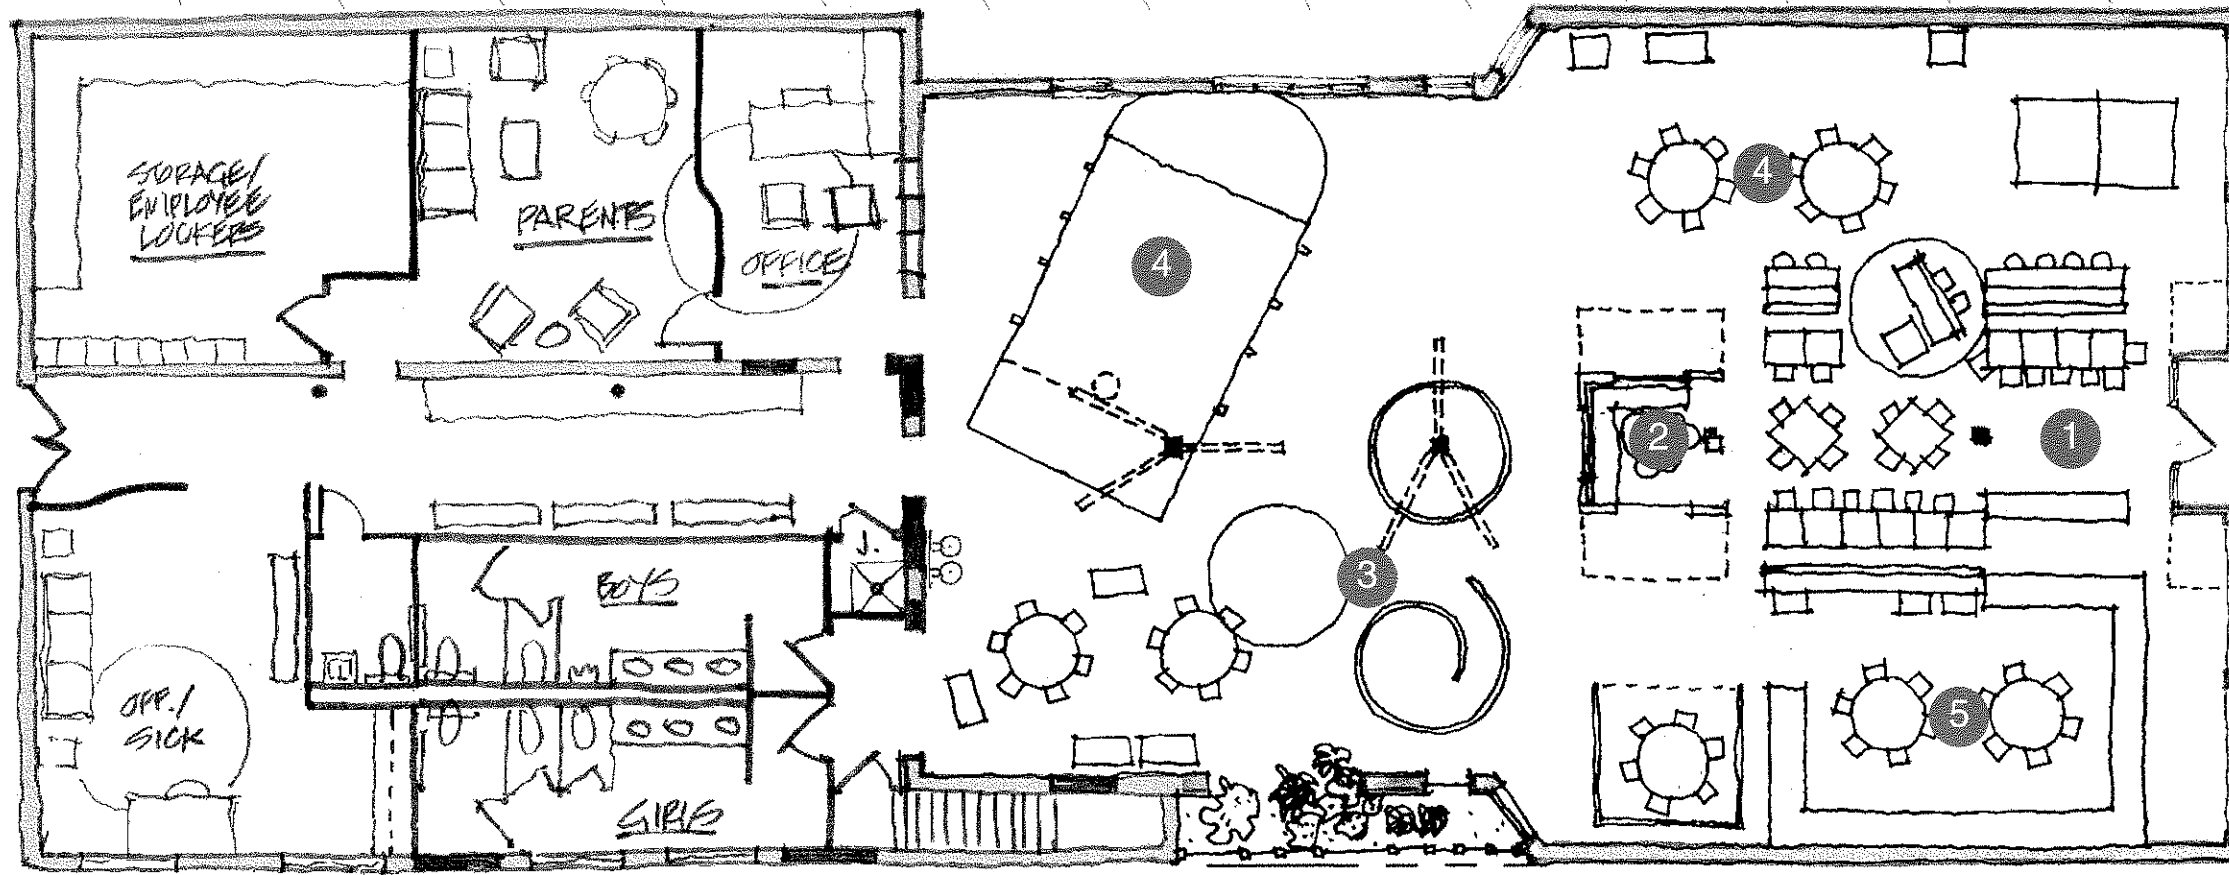 STORAGE/
EMPLOYEE
LOCKERS
PARENTS
OFFICE
4
4
2
1
J.
BOYS
3
OFF./
SICK
5
GIRLS